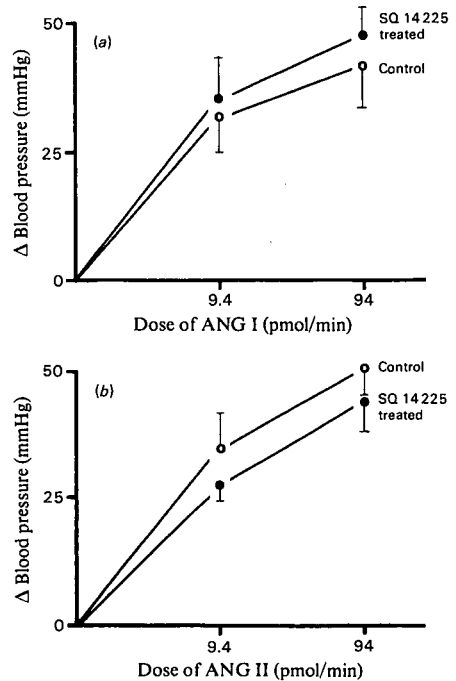 Δ Blood pressure (mmHg)
50
25
0
(a)
SQ 14 225
treated
Control
9.4
94
Dose of ANG I (pmol/min)
Δ Blood pressure (mmHg)
50
25
0
(b)
Control
SQ 14 225
treated
9.4
94
Dose of ANG II (pmol/min)